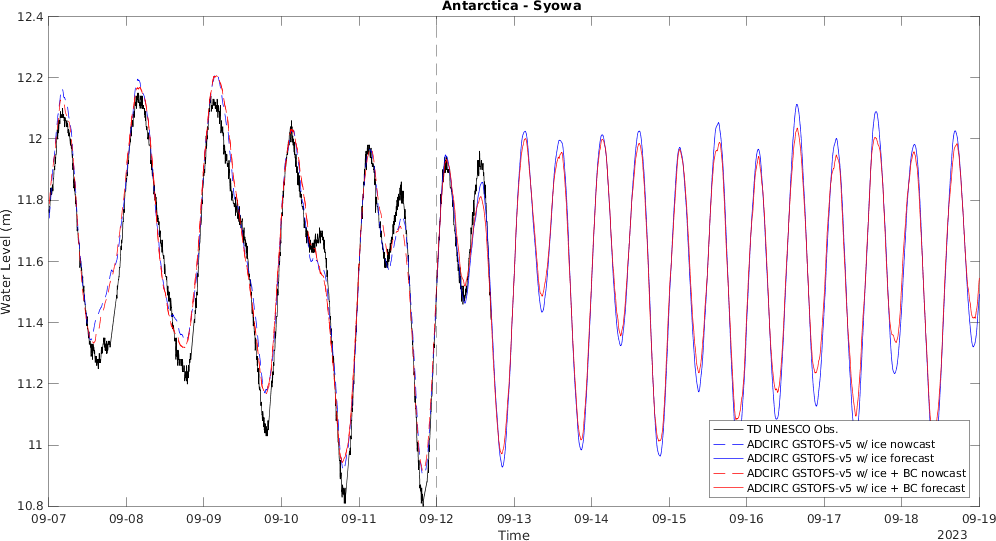 Antarctica - Syowa
12.4
12.2
12
11.8
11.6
11.4
11.2
11
10.8
Water Level (m)
09-07 09-08 09-09 09-10 09-11 09-12 09-13 09-14 09-15 09-16 09-17 09-18 09-19
Time
2023
TD UNESCO Obs.
ADCIRC GSTOFS-v5 w/ ice nowcast
ADCIRC GSTOFS-v5 w/ ice forecast
ADCIRC GSTOFS-v5 w/ ice + BC nowcast
ADCIRC GSTOFS-v5 w/ ice + BC forecast